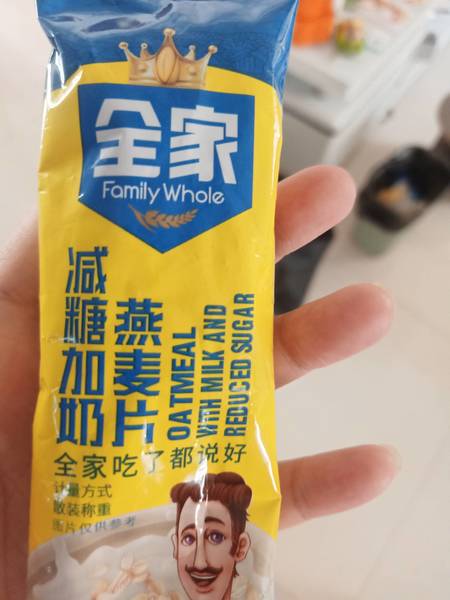 全家
Family Whole
减糖加奶
燕麦片
OATMEAL
WITH MILK AND
REDUCED SUGAR
全家吃了都说好
计量方式
散装称重
图片仅供参考